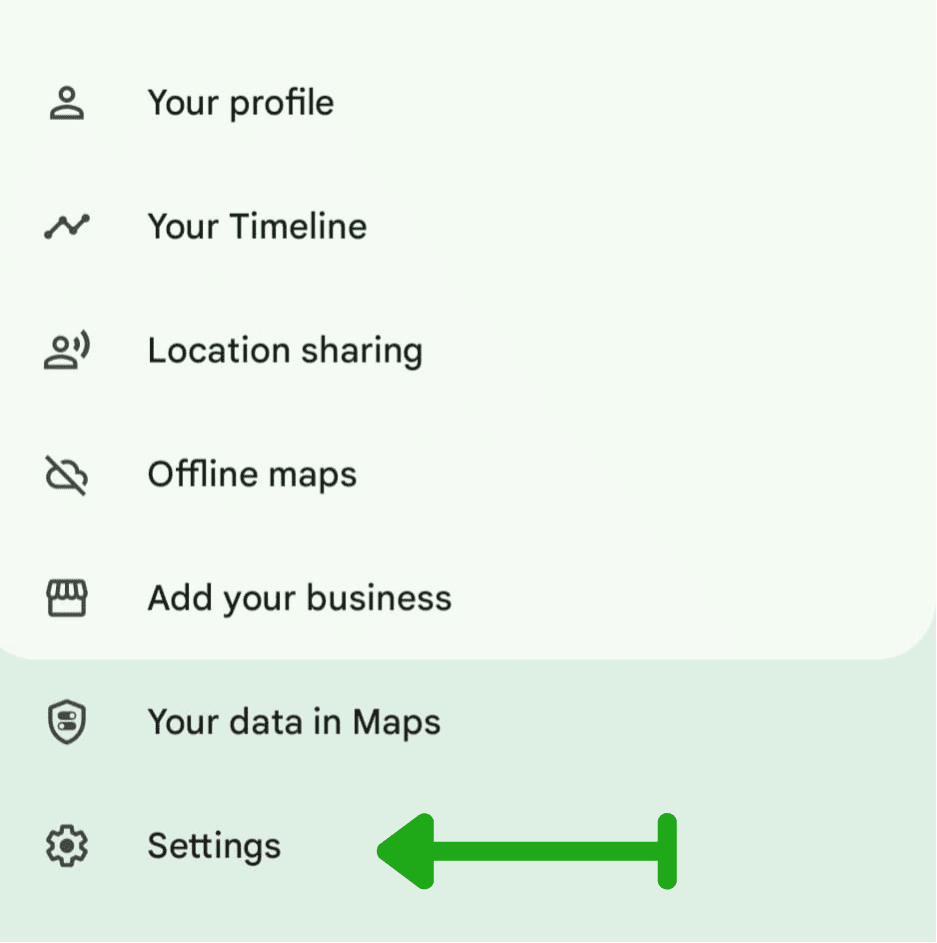 Your profile
Your Timeline
Location sharing
Offline maps
Add your business
Your data in Maps
Settings